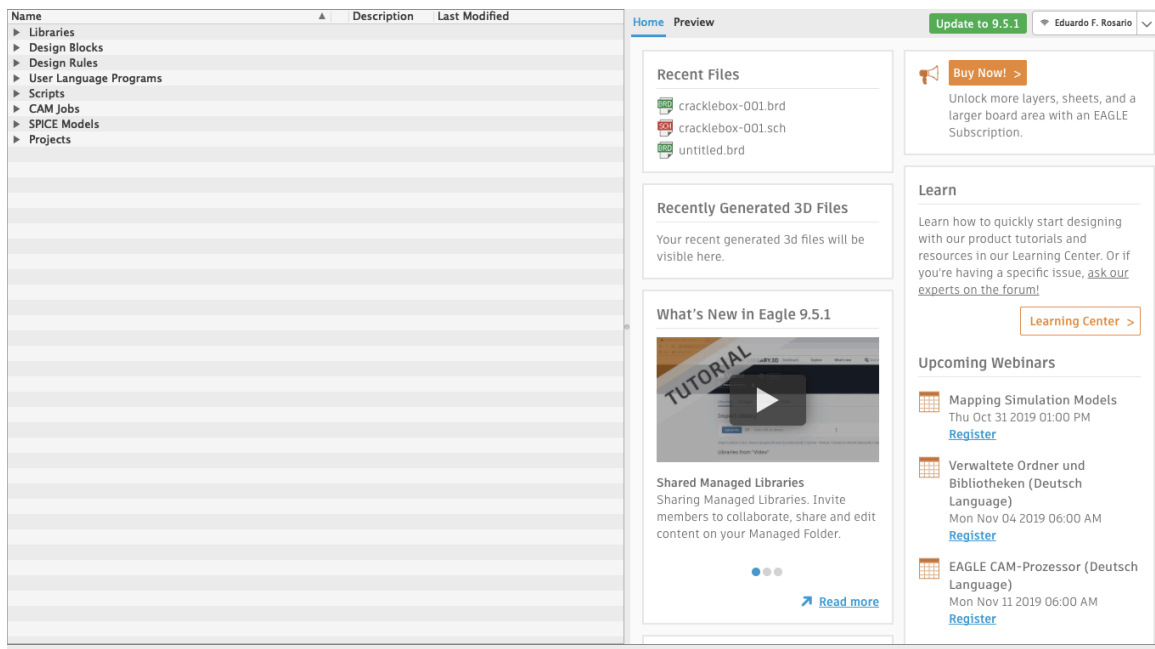 Name Description Last Modified
Libraries
Design Blocks
Design Rules
User Language Programs
Scripts
CAM Jobs
SPICE Models
Projects
Home Preview
Update to 9.5.1
Eduardo F. Rosario
Recent Files
BRD cracklebox-001.brd
SCH cracklebox-001.sch
BRD untitled.brd
Recently Generated 3D Files
Your recent generated 3d files will be
visible here.
What's New in Eagle 9.5.1
TUTORIAL
Shared Managed Libraries
Sharing Managed Libraries. Invite
members to collaborate, share and edit
content on your Managed Folder.
Read more
Buy Now! >
Unlock more layers, sheets, and a
larger board area with an EAGLE
Subscription.
Learn
Learn how to quickly start designing
with our product tutorials and
resources in our Learning Center. Or if
you're having a specific issue, ask our
experts on the forum!
Learning Center >
Upcoming Webinars
Mapping Simulation Models
Thu Oct 31 2019 01:00 PM
Register
Verwaltete Ordner und
Bibliotheken (Deutsch
Language)
Mon Nov 04 2019 06:00 AM
Register
EAGLE CAM-Prozessor (Deutsch
Language)
Mon Nov 11 2019 06:00 AM
Register